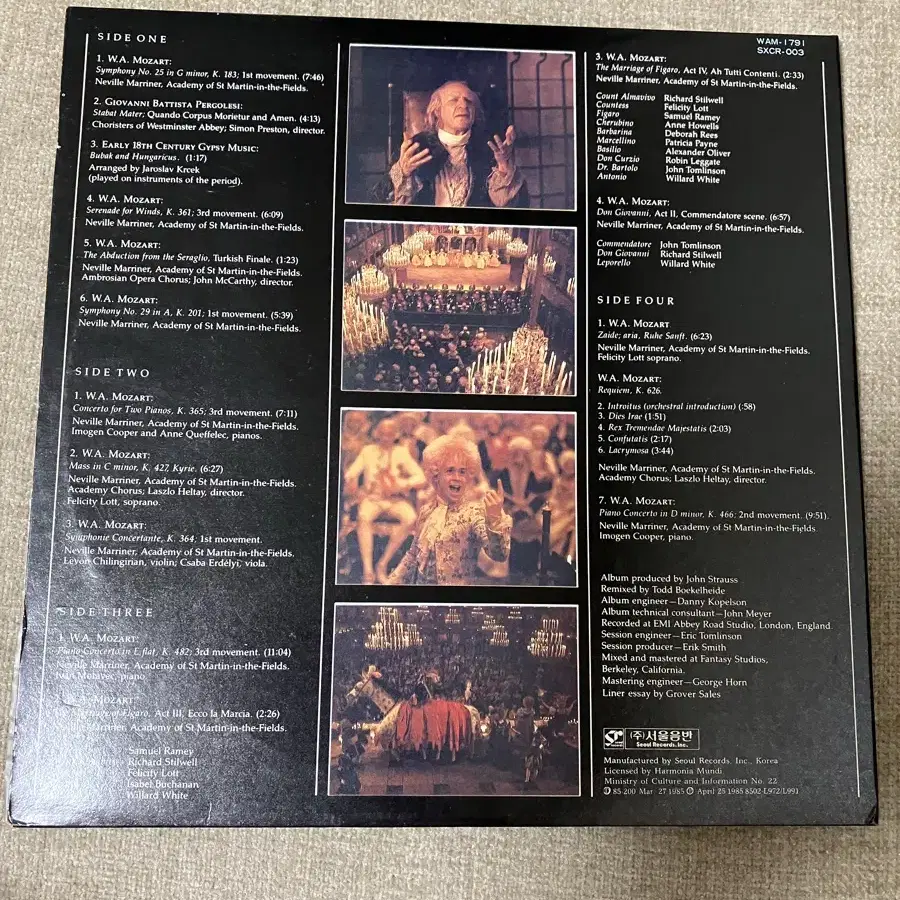 SIDE ONE
1. W.A. MOZART:
Symphony No. 25 in G minor, K. 183; 1st movement. (7:46)
Neville Marriner, Academy of St Martin-in-the-Fields.
2. GIOVANNI BATTISTA PERGOLESI:
Stabat Mater; Quando Corpus Morietur and Amen. (4:13)
Choristers of Westminster Abbey; Simon Preston, director.
3. EARLY 18TH CENTURY GYPSY MUSIC:
Bubak and Hungaricus. (1:17)
Arranged by Jaroslav Krcek
(played on instruments of the period).
4. W.A. MOZART:
Serenade for Winds, K. 361; 3rd movement. (6:09)
Neville Marriner, Academy of St Martin-in-the-Fields.
5. W.A. MOZART:
The Abduction from the Seraglio, Turkish Finale. (1:23)
Neville Marriner, Academy of St Martin-in-the-Fields.
Ambrosian Opera Chorus; John McCarthy, director.
6. W.A. MOZART:
Symphony No. 29 in A, K. 201; 1st movement. (5:39)
Neville Marriner, Academy of St Martin-in-the-Fields.
SIDE TWO
1. W.A. MOZART:
Concerto for Two Pianos, K. 365; 3rd movement. (7:11)
Neville Marriner, Academy of St Martin-in-the-Fields.
Imogen Cooper and Anne Queffelec, pianos.
2. W.A. MOZART:
Mass in C minor, K. 427, Kyrie. (6:27)
Neville Marriner, Academy of St Martin-in-the-Fields.
Academy Chorus; Laszlo Heltay, director.
Felicity Lott, soprano.
3. W.A. MOZART:
Symphonie Concertante, K. 364; 1st movement.
Neville Marriner, Academy of St Martin-in-the-Fields.
Levon Chilingirian, violin; Csaba Erdélyi, viola.
SIDE THREE
1. W.A. MOZART:
Piano Concerto in E flat, K. 482; 3rd movement. (11:04)
Neville Marriner, Academy of St Martin-in-the-Fields.
Ivan Moravec, piano
MOZART:
of Figaro, Act III, Ecco la Marcia. (2:26)
Marriner, Academy of St Martin-in-the-Fields.
Samuel Ramey
Richard Stilwell
Felicity Lott
Isabel Buchanan
Willard White
WAM-1791
SXCR-003
3. W.A. MOZART:
The Marriage of Figaro, Act IV, Ah Tutti Contenti. (2:33)
Neville Marriner, Academy of St Martin-in-the-Fields.
Count Almavivo Richard Stilwell
Countess Felicity Lott
Figaro Samuel Ramey
Cherubino Anne Howells
Barbarina Deborah Rees
Marcellino Patricia Payne
Basilio Alexander Oliver
Don Curzio Robin Leggate
Dr. Bartolo John Tomlinson
Antonio Willard White
4. W.A. MOZART:
Don Giovanni, Act II, Commendatore scene. (6:57)
Neville Marriner, Academy of St Martin-in-the-Fields.
Commendatore John Tomlinson
Don Giovanni Richard Stilwell
Leporello Willard White
SIDE FOUR
1. W.A. MOZART
Zaide; aria, Ruhe Sanft. (6:23)
Neville Marriner, Academy of St Martin-in-the-Fields.
Felicity Lott soprano.
W.A. MOZART:
Requiem, K. 626.
2. Introitus (orchestral introduction) (:58)
3. Dies Irae (1:51)
4. Rex Tremendae Majestatis (2:03)
5. Confutatis (2:17)
6. Lacrymosa (3:44)
Neville Marriner, Academy of St Martin-in-the-Fields.
Academy Chorus; Laszlo Heltay, director.
7. W.A. MOZART:
Piano Concerto in D minor, K. 466; 2nd movement. (9:51).
Neville Marriner, Academy of St Martin-in-the-Fields.
Imogen Cooper, piano.
Album produced by John Strauss
Remixed by Todd Boekelheide
Album engineer—Danny Kopelson
Album technical consultant—John Meyer
Recorded at EMI Abbey Road Studio, London, England.
Session engineer—Eric Tomlinson
Session producer—Erik Smith
Mixed and mastered at Fantasy Studios,
Berkeley, California.
Mastering engineer—George Horn
Liner essay by Grover Sales
(주)서울음반
Seoul Records, Inc.
Manufactured by Seoul Records, Inc., Korea
Licensed by Harmonia Mundi
Ministry of Culture and Information No. 22
Ⓟ 85-200 Mar. 27 1985 Ⓟ April 25 1985 8502-L972/L991